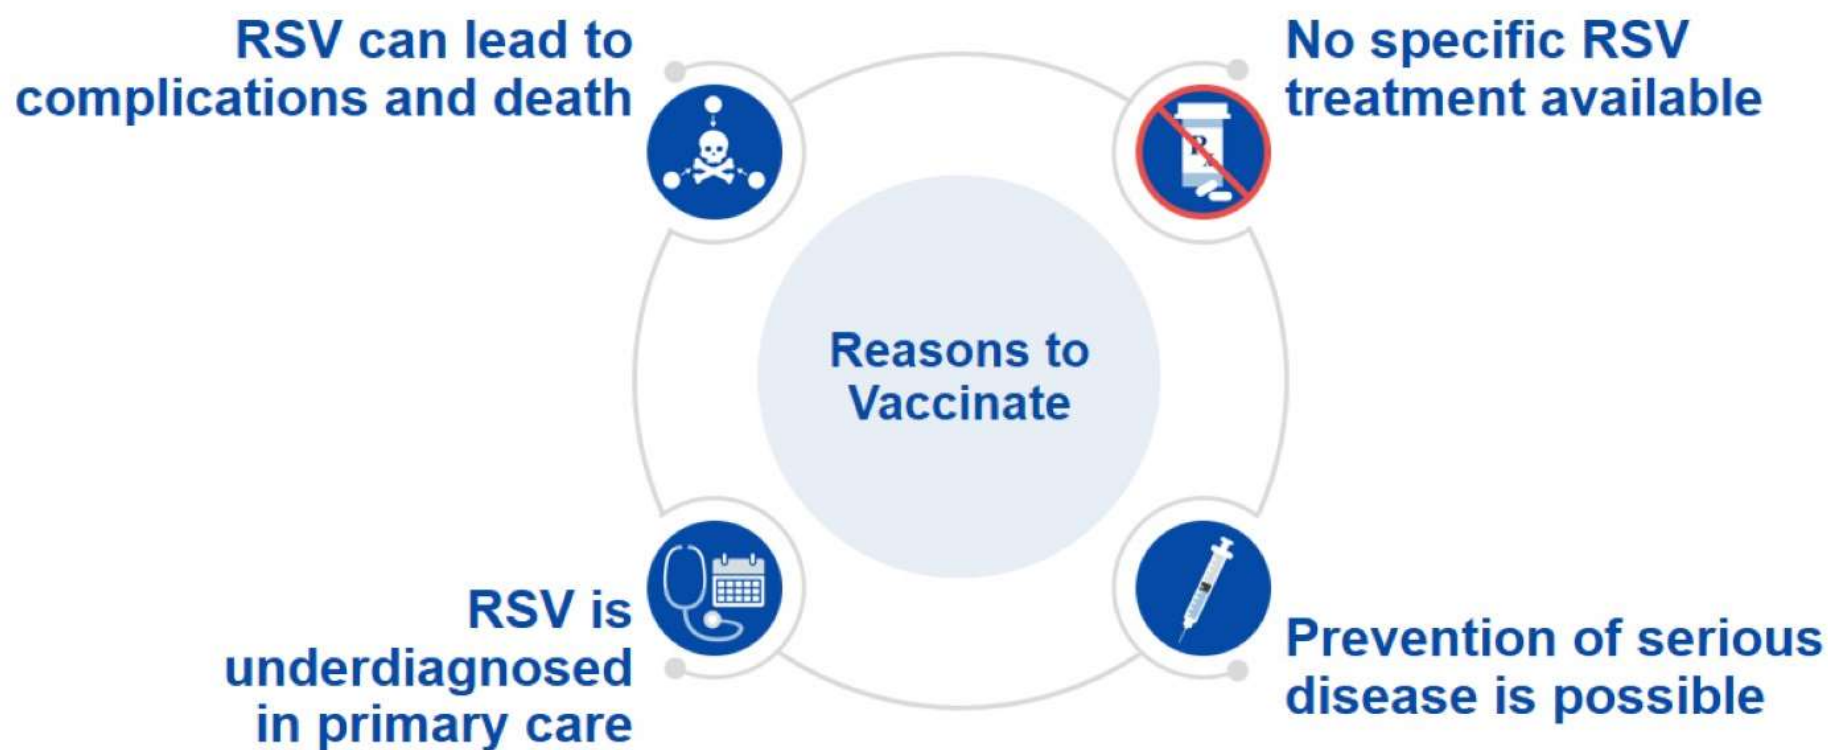 RSV can lead to
complications and death
No specific RSV
treatment available
Rx
Reasons to
Vaccinate
RSV is
underdiagnosed
in primary care
Prevention of serious
disease is possible